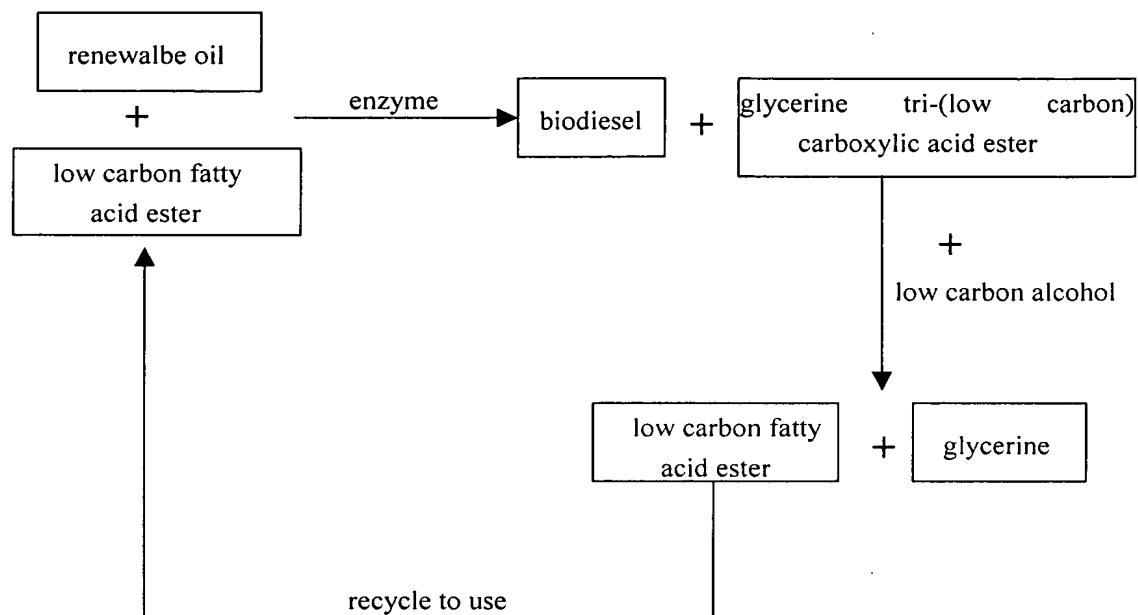 renewalbe oil
+
low carbon fatty
acid ester
enzyme
biodiesel
+
glycerine tri-(low carbon)
carboxylic acid ester
+
low carbon alcohol
low carbon fatty
acid ester
+
glycerine
recycle to use